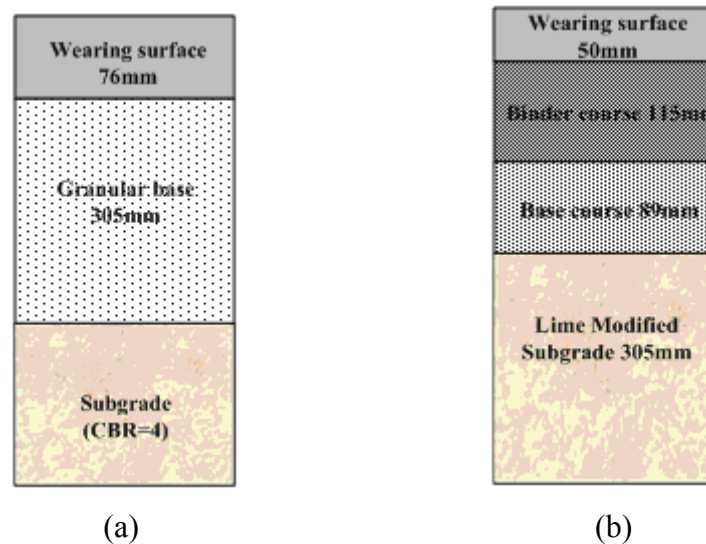 Wearing surface
76mm
Granular base
305mm
Subgrade
(CBR=4)
(a)
Wearing surface
50mm
Binder course 115mm
Base course 89mm
Lime Modified
Subgrade 305mm
(b)